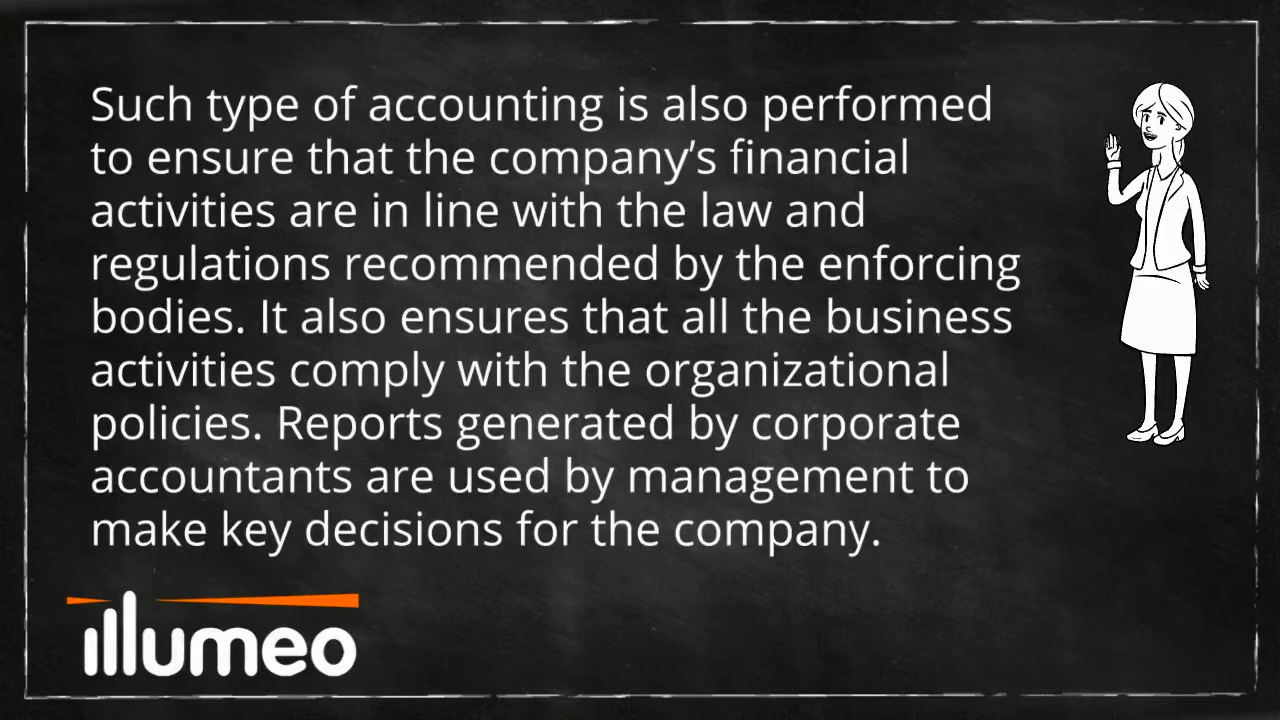 Such type of accounting is also performed
to ensure that the company’s financial
activities are in line with the law and
regulations recommended by the enforcing
bodies. It also ensures that all the business
activities comply with the organizational
policies. Reports generated by corporate
accountants are used by management to
make key decisions for the company.
illumeo